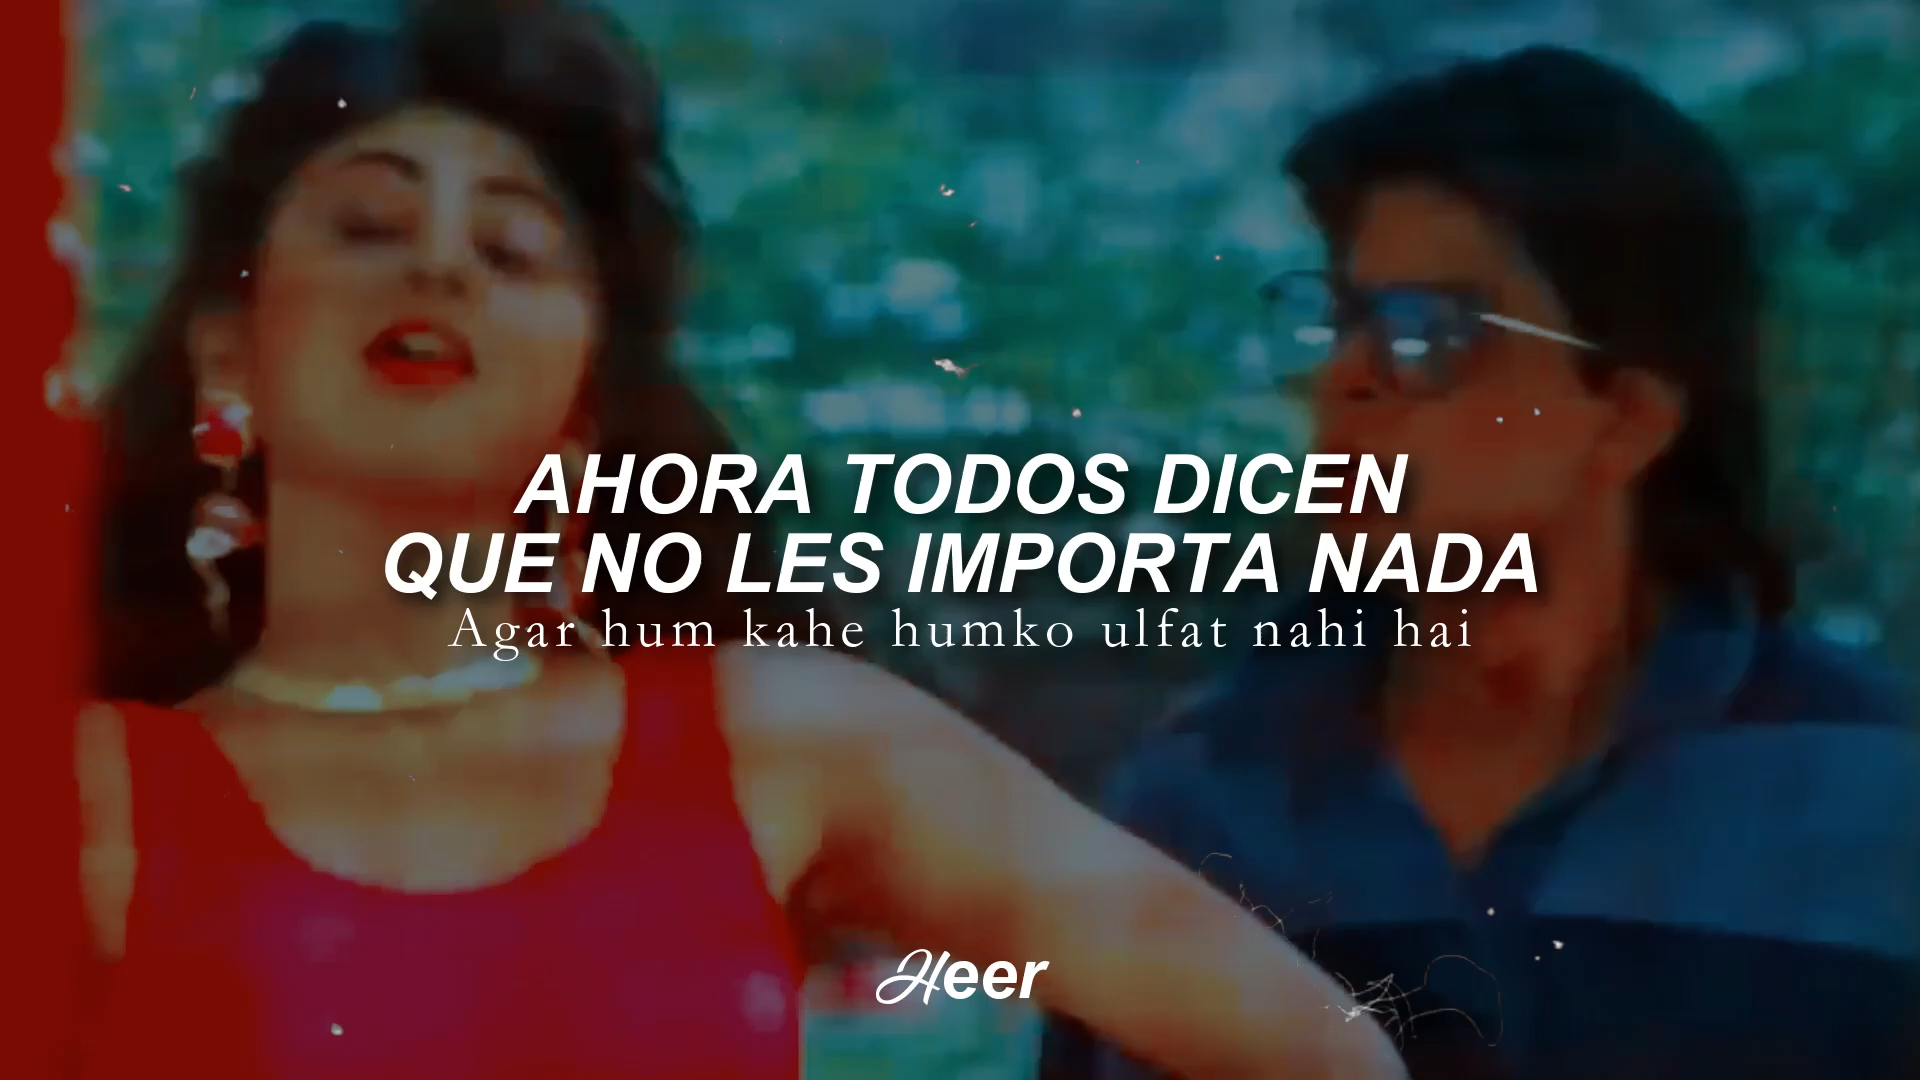 AHORA TODOS DICEN
QUE NO LES IMPORTA NADA
Agar hum kahe humko ulfat nahi hai
Heer